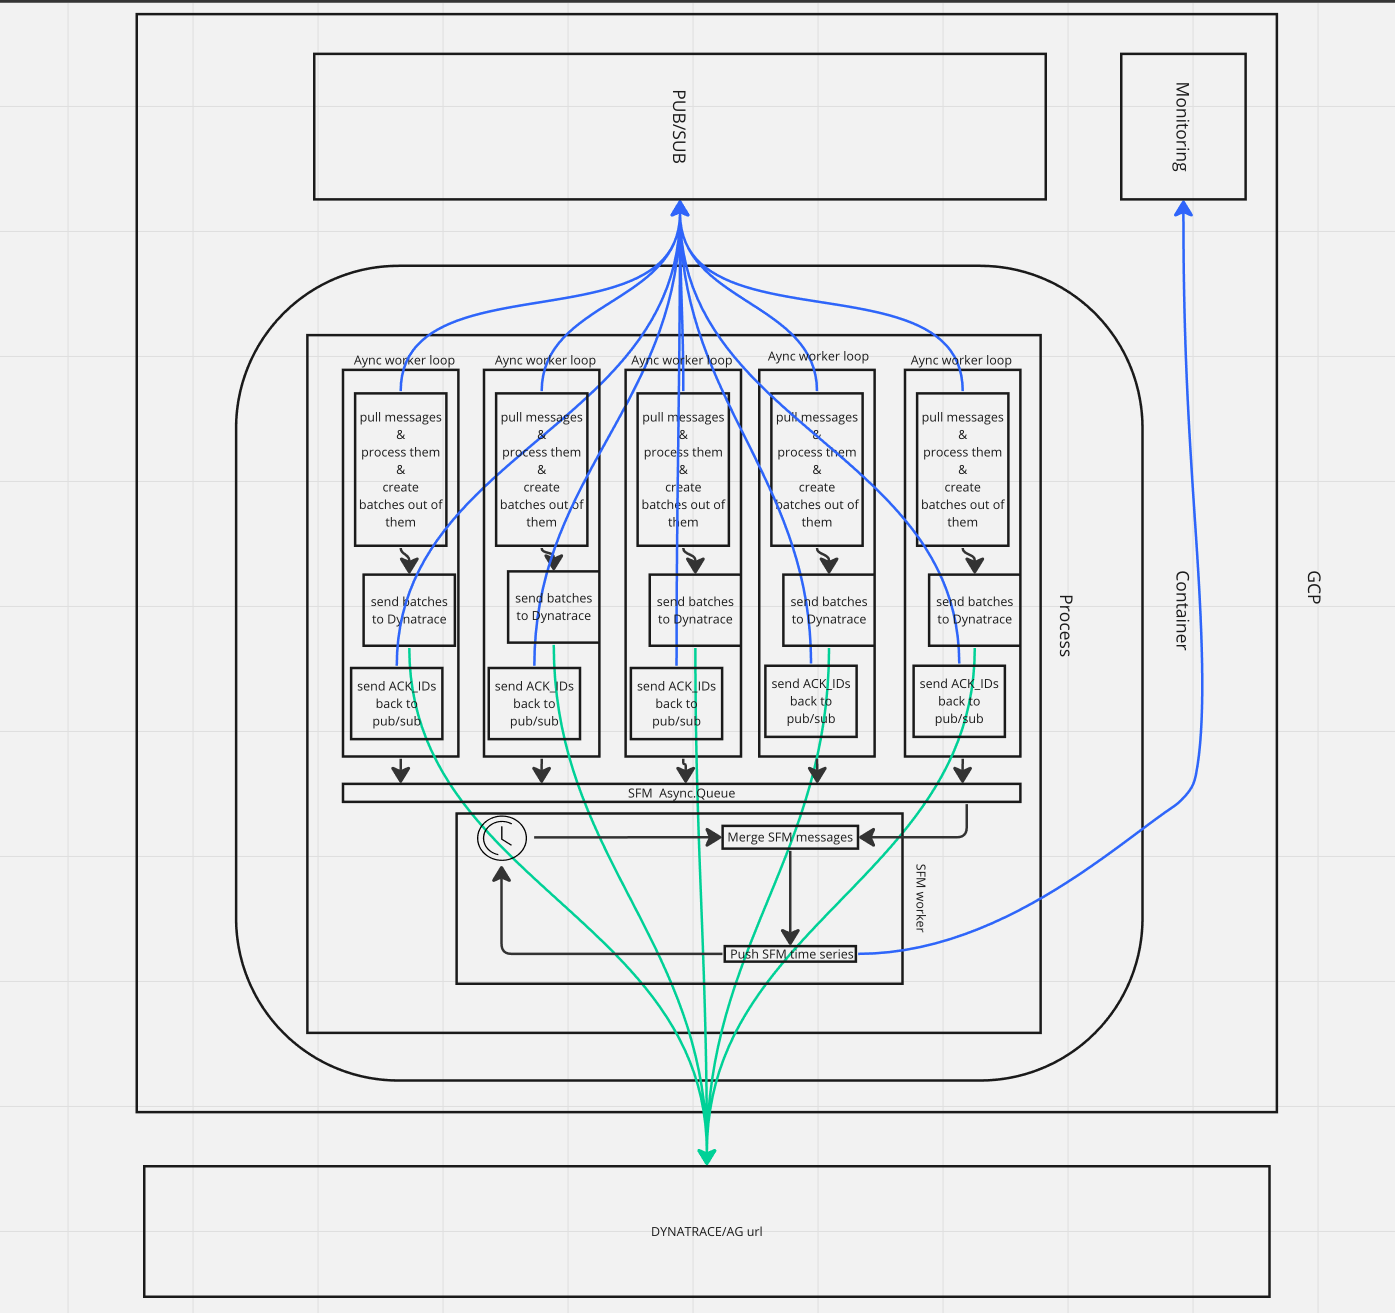 PUB/SUB
Monitoring
GCP
Container
Process
Aync worker loop
pull messages
&
process them
&
create
batches out of
them
send batches
to Dynatrace
send ACK_IDs
back to
pub/sub
Aync worker loop
pull messages
&
process them
&
create
batches out of
them
send batches
to Dynatrace
send ACK_IDs
back to
pub/sub
Aync worker loop
pull messages
&
process them
&
create
batches out of
them
send batches
to Dynatrace
send ACK_IDs
back to
pub/sub
Aync worker loop
pull messages
&
process them
&
create
batches out of
them
send batches
to Dynatrace
send ACK_IDs
back to
pub/sub
Aync worker loop
pull messages
&
process them
&
create
batches out of
them
send batches
to Dynatrace
send ACK_IDs
back to
pub/sub
SFM Async.Queue
Merge SFM messages
SFM worker
Push SFM time series
DYNATRACE/AG url